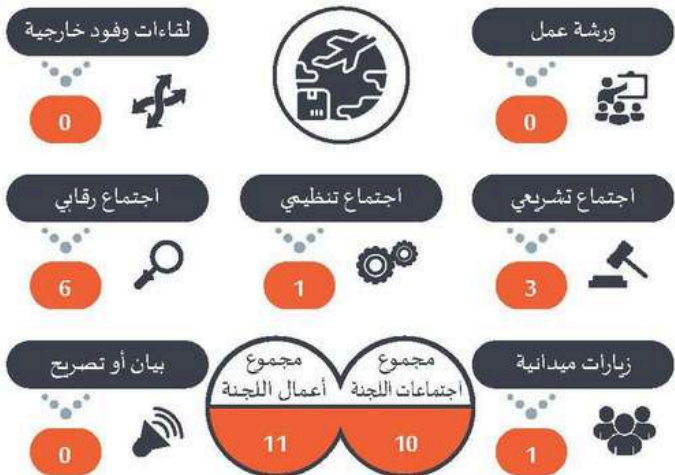 ورشة عمل
0
لقاءات وفود خارجية
0
اجتماع تشريعي
3
اجتماع تنظيمي
1
اجتماع رقابي
6
زيارات ميدانية
1
مجموع
اجتماعات اللجنة
10
مجموع
أعمال اللجنة
11
بيان أو تصريح
0